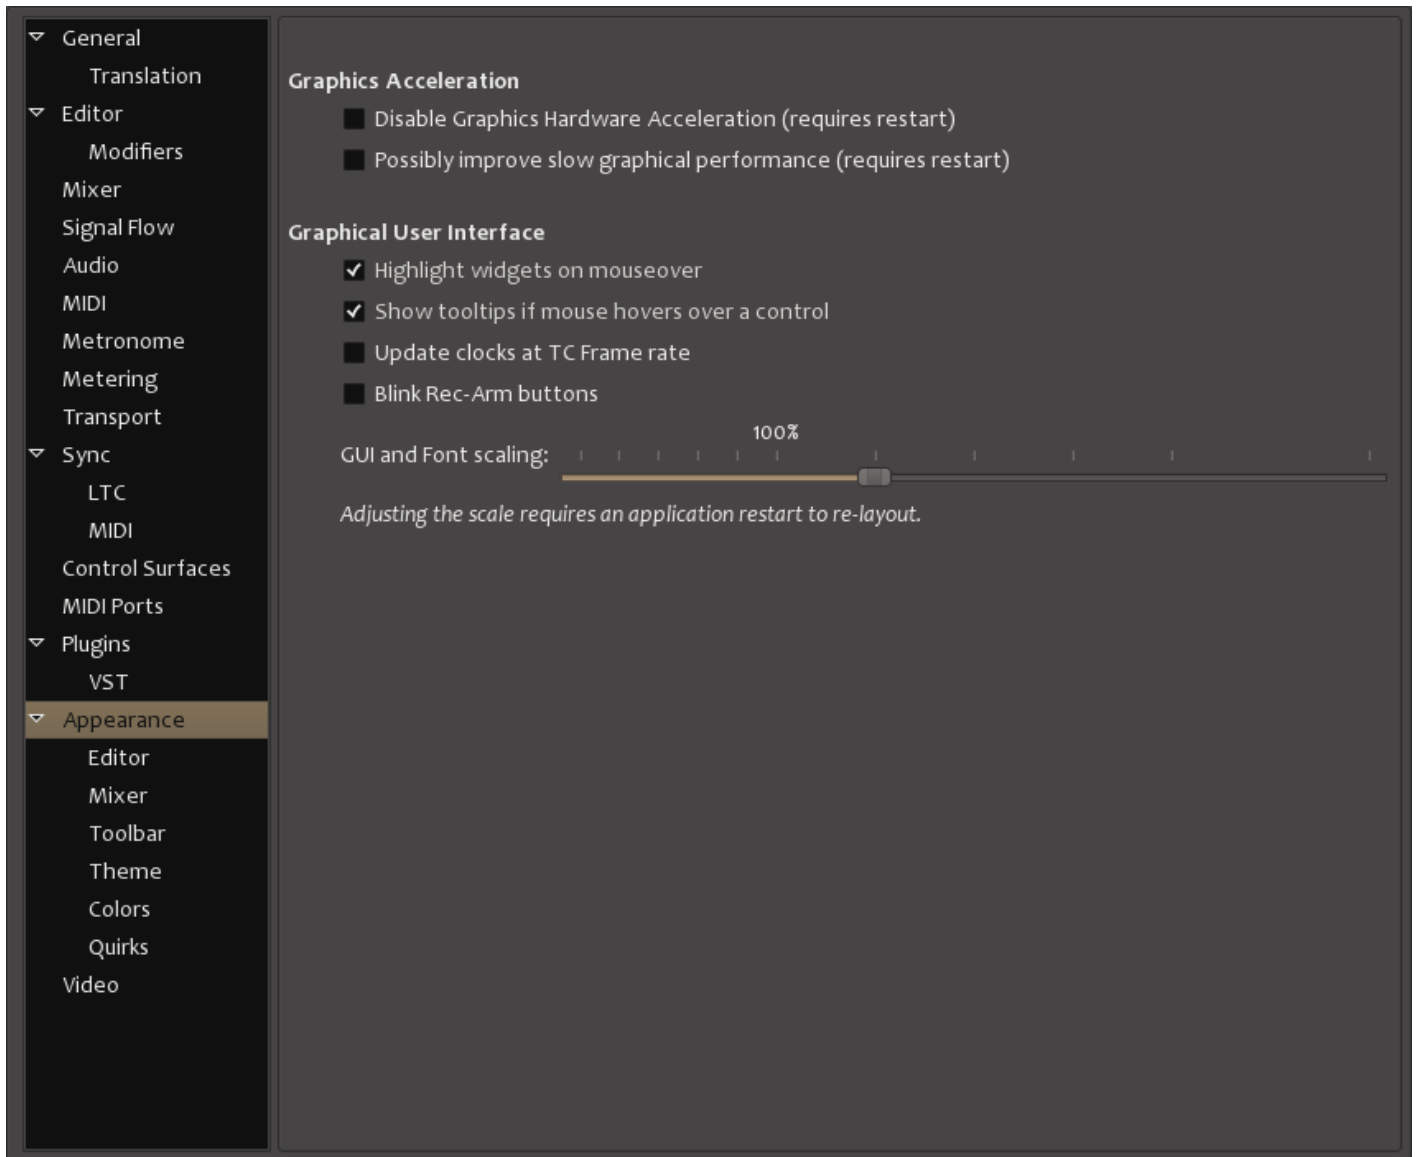 General
Translation
Editor
Modifiers
Mixer
Signal Flow
Audio
MIDI
Metronome
Metering
Transport
Sync
LTC
MIDI
Control Surfaces
MIDI Ports
Plugins
VST
Appearance
Editor
Mixer
Toolbar
Theme
Colors
Quirks
Video
Graphics Acceleration
Disable Graphics Hardware Acceleration (requires restart)
Possibly improve slow graphical performance (requires restart)
Graphical User Interface
Highlight widgets on mouseover
Show tooltips if mouse hovers over a control
Update clocks at TC Frame rate
Blink Rec-Arm buttons
100%
GUI and Font scaling:
Adjusting the scale requires an application restart to re-layout.